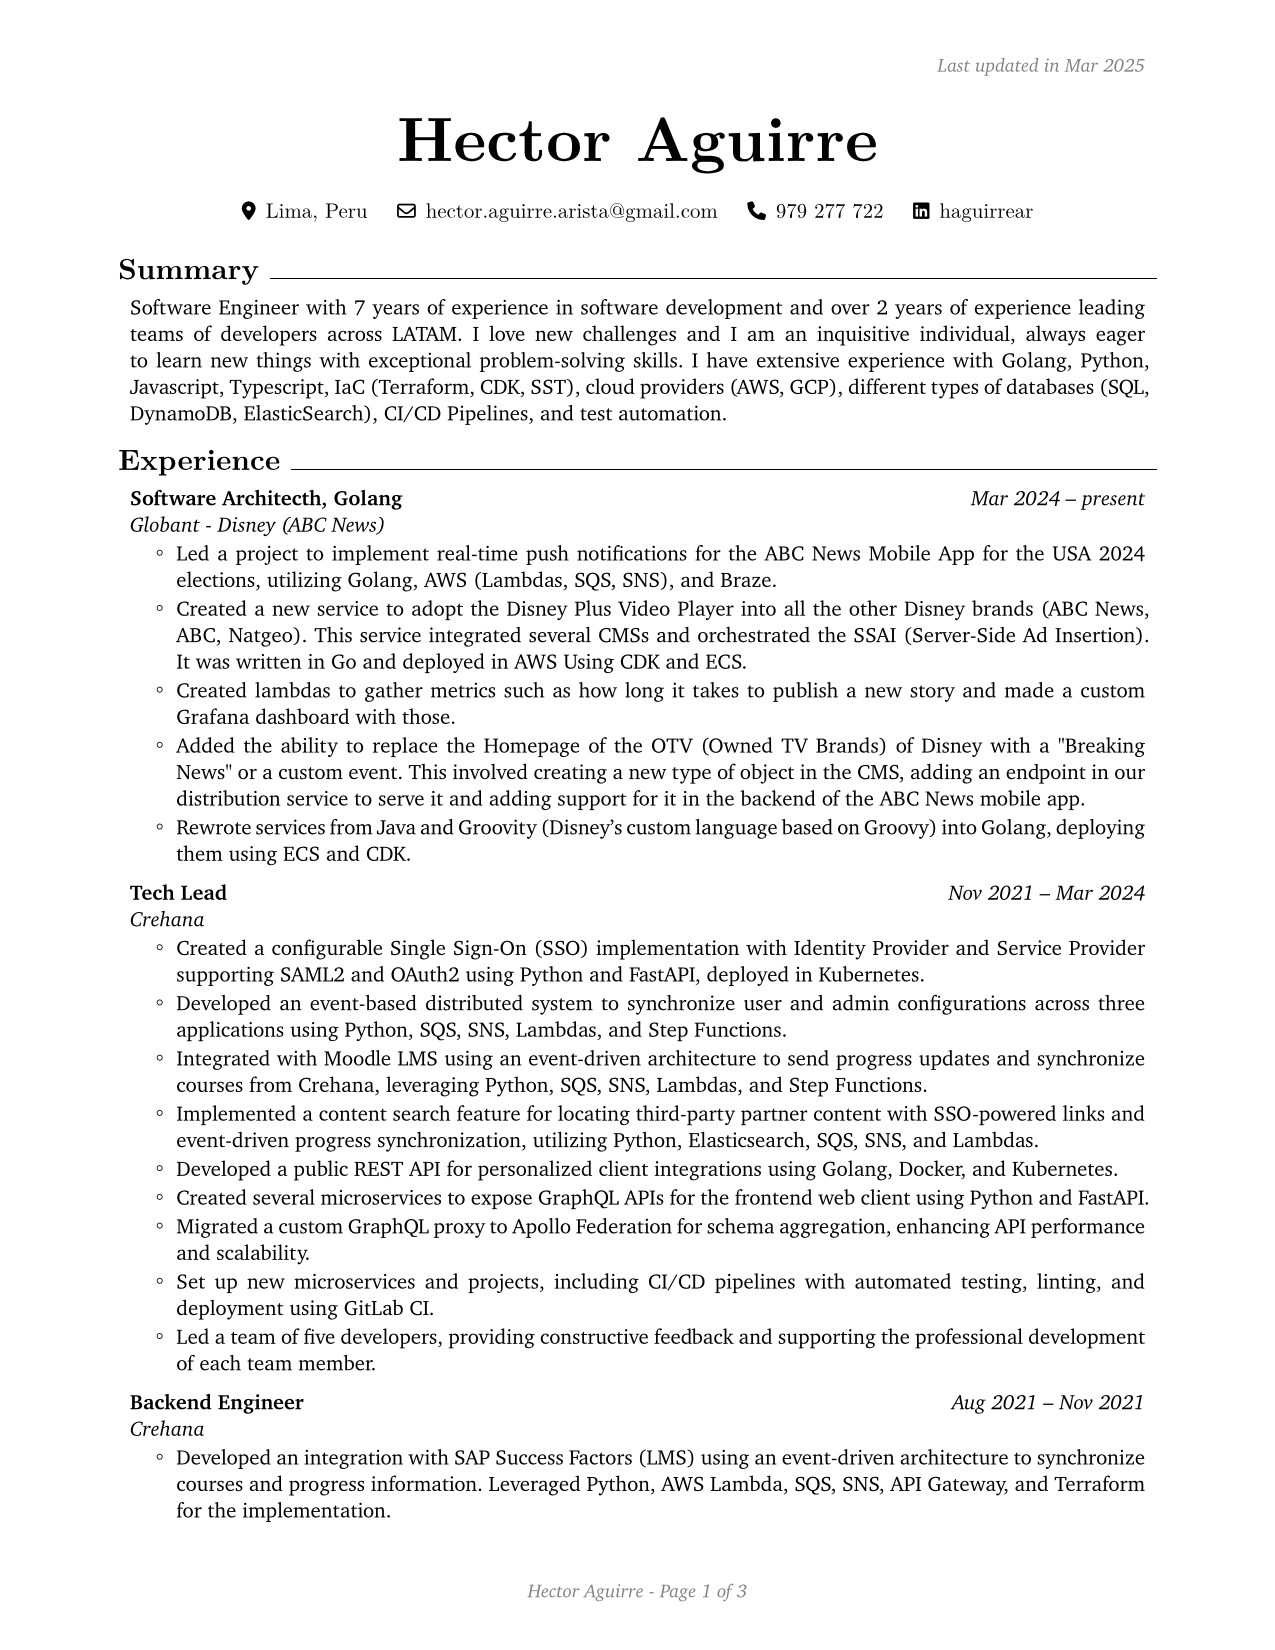 Last updated in Mar 2025
Hector Aguirre
Lima, Peru hector.aguirre.arista@gmail.com 979 277 722 haguirrear
Summary
Software Engineer with 7 years of experience in software development and over 2 years of experience leading
teams of developers across LATAM. I love new challenges and I am an inquisitive individual, always eager
to learn new things with exceptional problem-solving skills. I have extensive experience with Golang, Python,
Javascript, Typescript, IaC (Terraform, CDK, SST), cloud providers (AWS, GCP), different types of databases (SQL,
DynamoDB, ElasticSearch), CI/CD Pipelines, and test automation.
Experience
Software Architecth, Golang Mar 2024 – present
Globant - Disney (ABC News)
◦ Led a project to implement real-time push notifications for the ABC News Mobile App for the USA 2024
elections, utilizing Golang, AWS (Lambdas, SQS, SNS), and Braze.
◦ Created a new service to adopt the Disney Plus Video Player into all the other Disney brands (ABC News,
ABC, Natgeo). This service integrated several CMSs and orchestrated the SSAI (Server-Side Ad Insertion).
It was written in Go and deployed in AWS Using CDK and ECS.
◦ Created lambdas to gather metrics such as how long it takes to publish a new story and made a custom
Grafana dashboard with those.
◦ Added the ability to replace the Homepage of the OTV (Owned TV Brands) of Disney with a "Breaking
News" or a custom event. This involved creating a new type of object in the CMS, adding an endpoint in our
distribution service to serve it and adding support for it in the backend of the ABC News mobile app.
◦ Rewrote services from Java and Groovity (Disney's custom language based on Groovy) into Golang, deploying
them using ECS and CDK.
Tech Lead Nov 2021 – Mar 2024
Crehana
◦ Created a configurable Single Sign-On (SSO) implementation with Identity Provider and Service Provider
supporting SAML2 and OAuth2 using Python and FastAPI, deployed in Kubernetes.
◦ Developed an event-based distributed system to synchronize user and admin configurations across three
applications using Python, SQS, SNS, Lambdas, and Step Functions.
◦ Integrated with Moodle LMS using an event-driven architecture to send progress updates and synchronize
courses from Crehana, leveraging Python, SQS, SNS, Lambdas, and Step Functions.
◦ Implemented a content search feature for locating third-party partner content with SSO-powered links and
event-driven progress synchronization, utilizing Python, Elasticsearch, SQS, SNS, and Lambdas.
◦ Developed a public REST API for personalized client integrations using Golang, Docker, and Kubernetes.
◦ Created several microservices to expose GraphQL APIs for the frontend web client using Python and FastAPI.
◦ Migrated a custom GraphQL proxy to Apollo Federation for schema aggregation, enhancing API performance
and scalability.
◦ Set up new microservices and projects, including CI/CD pipelines with automated testing, linting, and
deployment using GitLab CI.
◦ Led a team of five developers, providing constructive feedback and supporting the professional development
of each team member.
Backend Engineer Aug 2021 – Nov 2021
Crehana
◦ Developed an integration with SAP Success Factors (LMS) using an event-driven architecture to synchronize
courses and progress information. Leveraged Python, AWS Lambda, SQS, SNS, API Gateway, and Terraform
for the implementation.
Hector Aguirre - Page 1 of 3